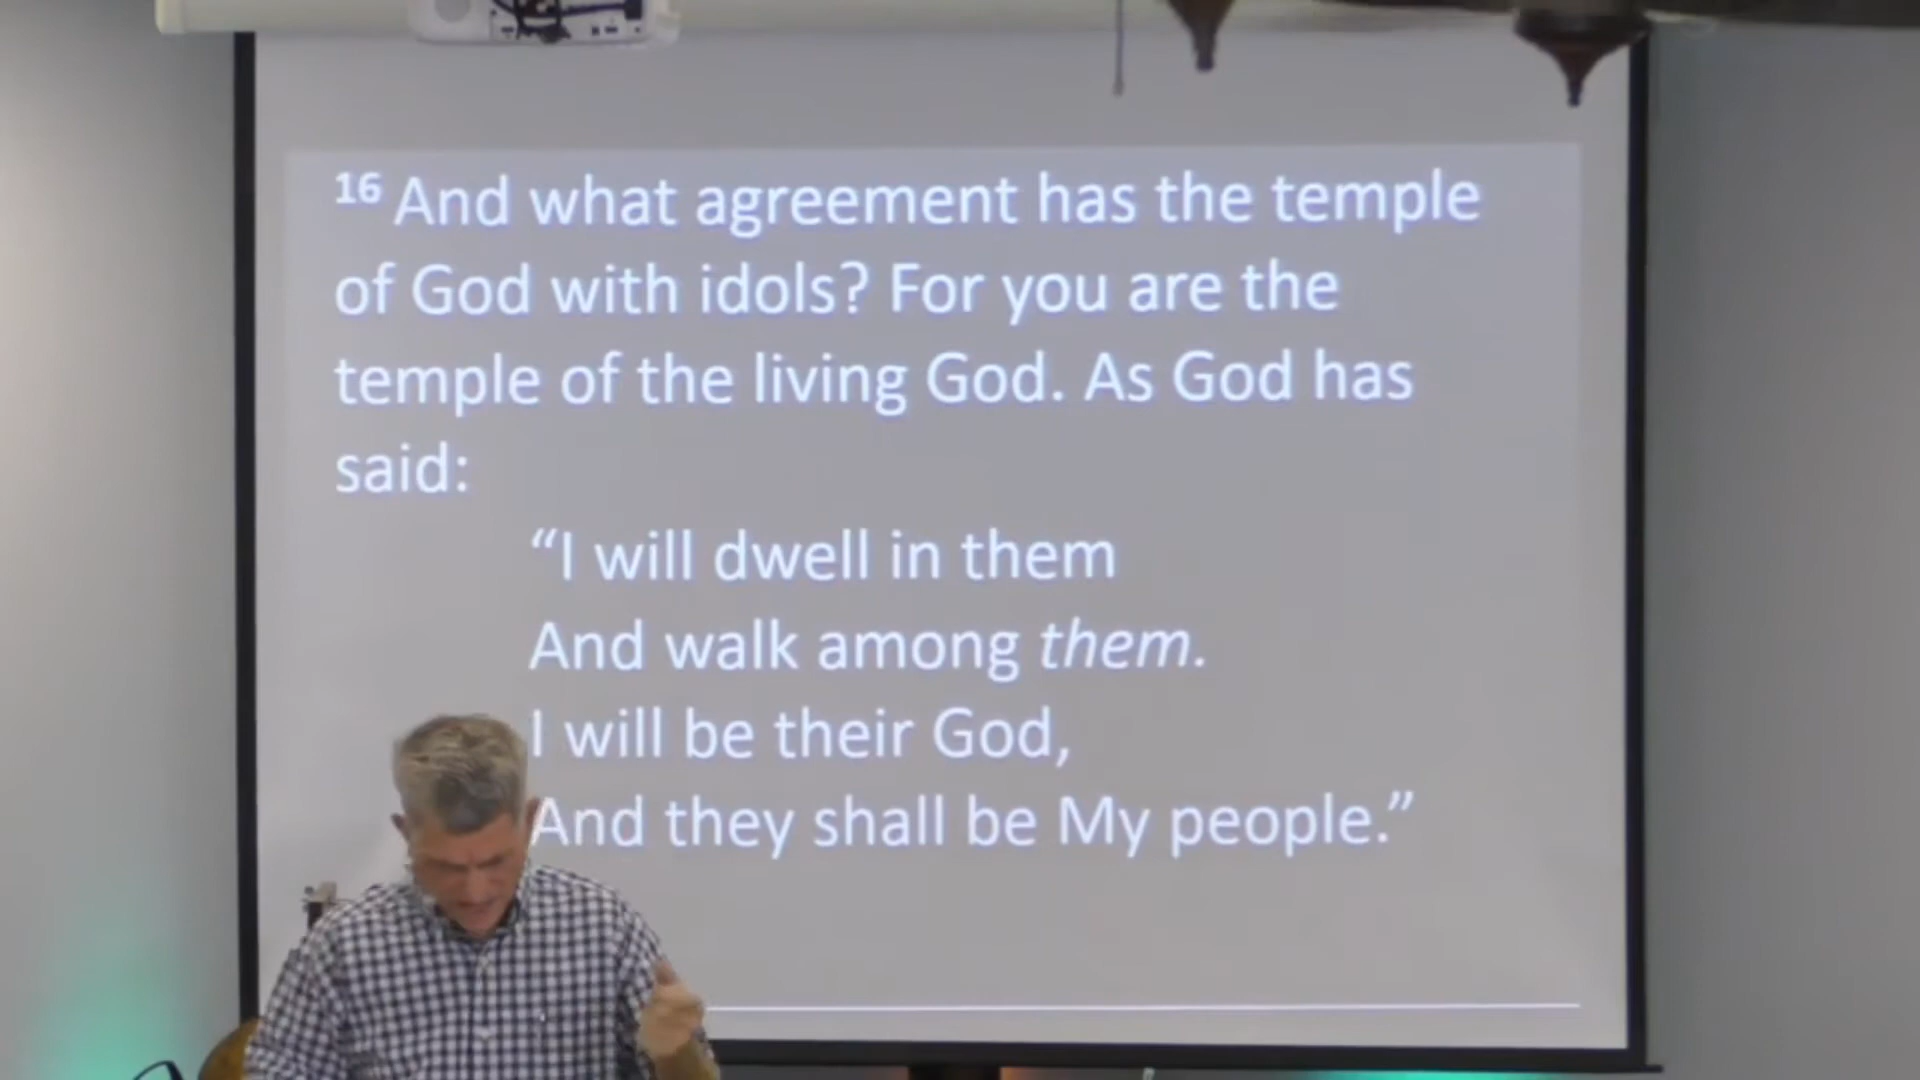 16 And what agreement has the temple
of God with idols? For you are the
temple of the living God. As God has
said:
“I will dwell in them
And walk among them.
I will be their God,
And they shall be My people.”